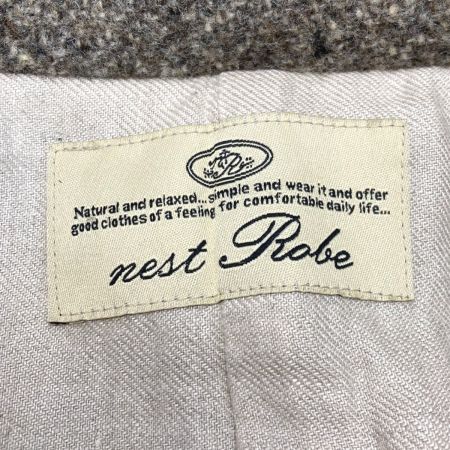 R
Natural and relaxed...simple and wear it and offer
good clothes of a feeling for comfortable daily life...
nest Robe